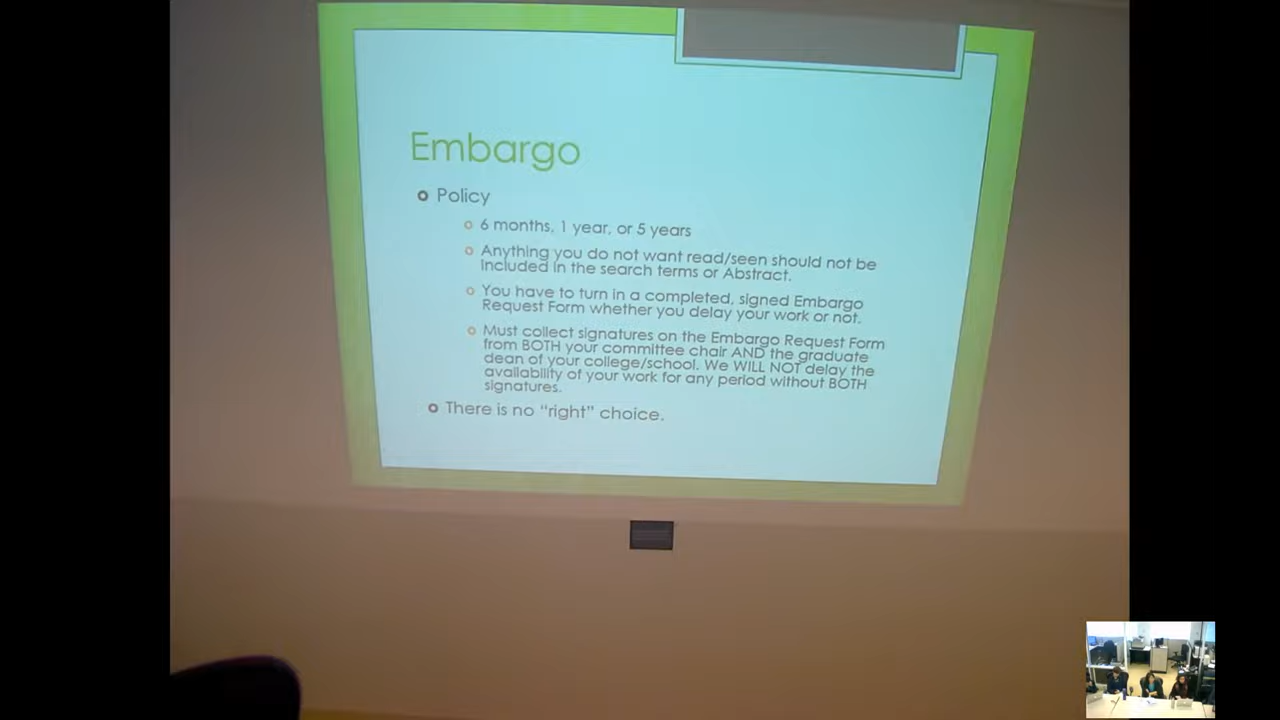 Embargo
Policy
6 months, 1 year, or 5 years
Anything you do not want read/seen should not be
included in the search terms or Abstract.
You have to turn in a completed, signed Embargo
Request Form whether you delay your work or not.
Must collect signatures on the Embargo Request Form
from BOTH your committee chair AND the graduate
dean of your college/school. We WILL NOT delay the
availability of your work for any period without BOTH
signatures.
There is no “right” choice.